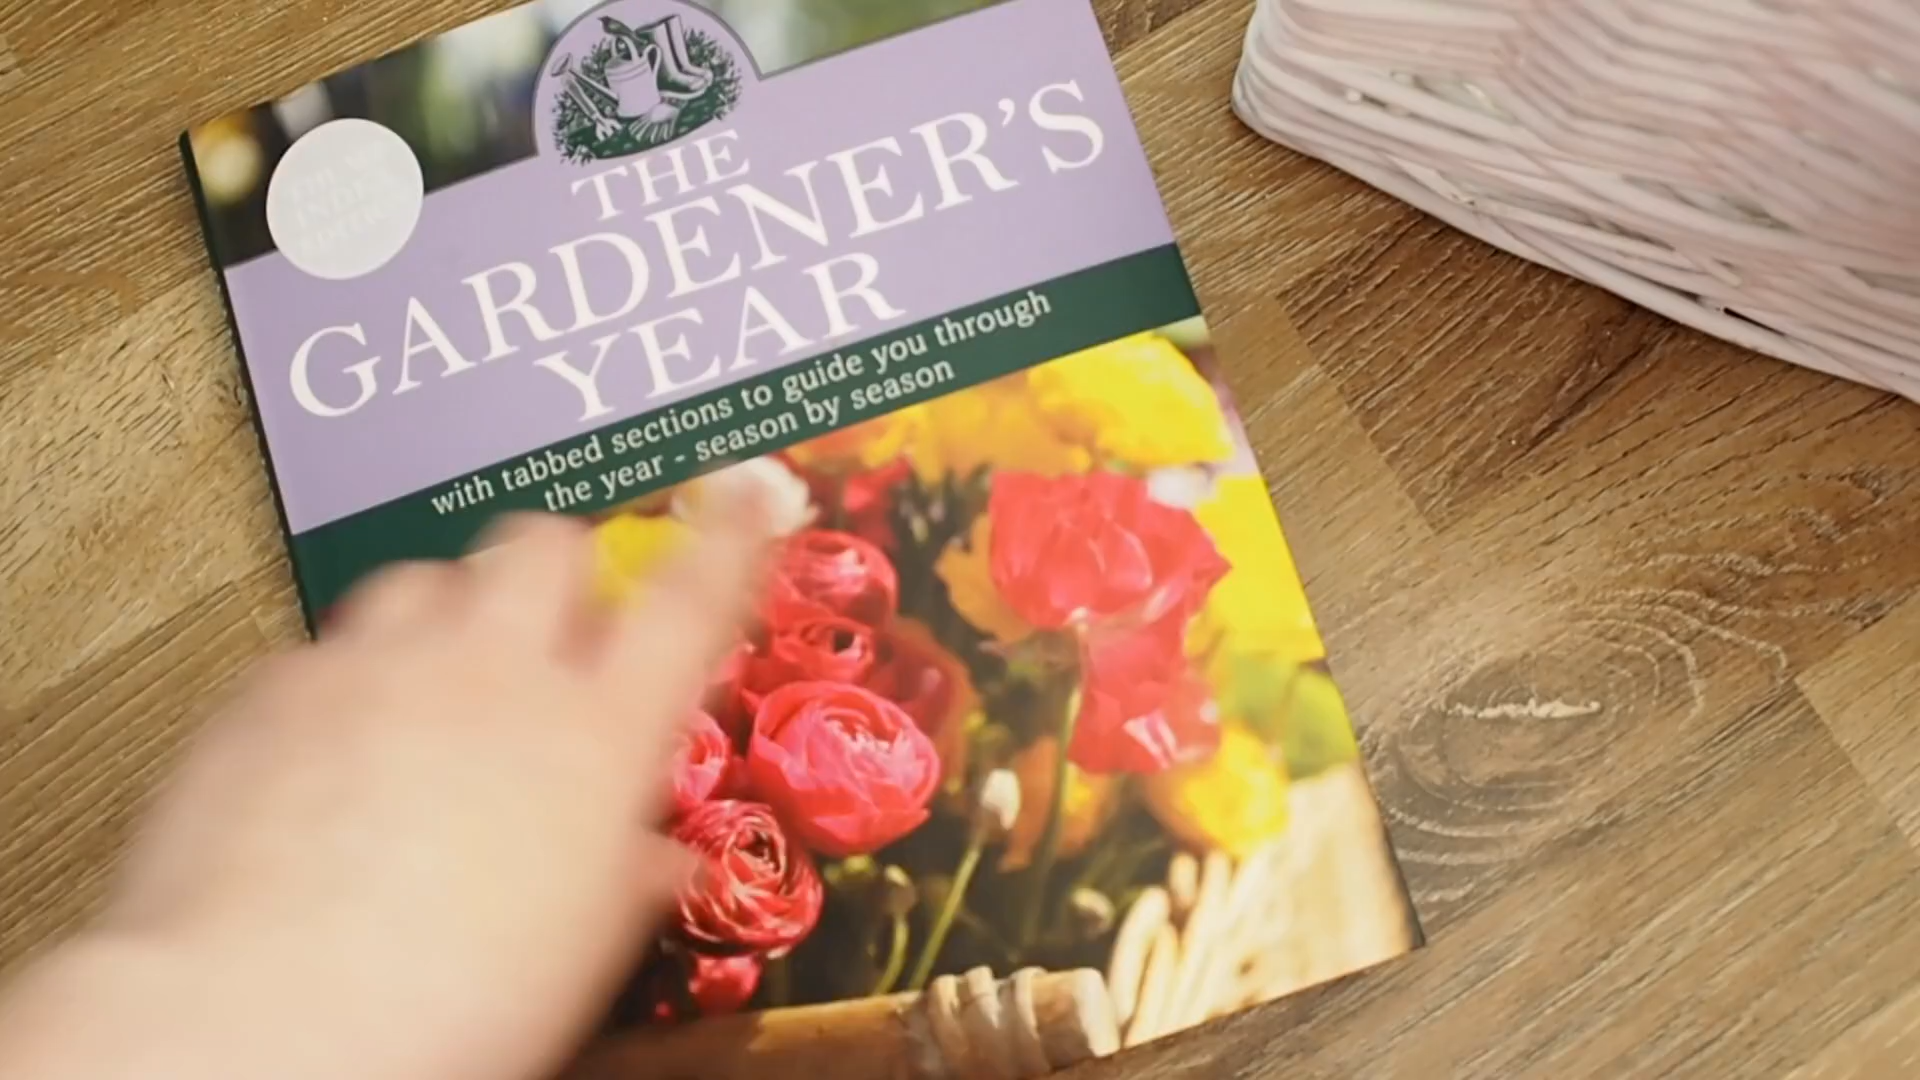 THE
GARDENER'S
YEAR
with tabbed sections to guide you through
the year - season by season